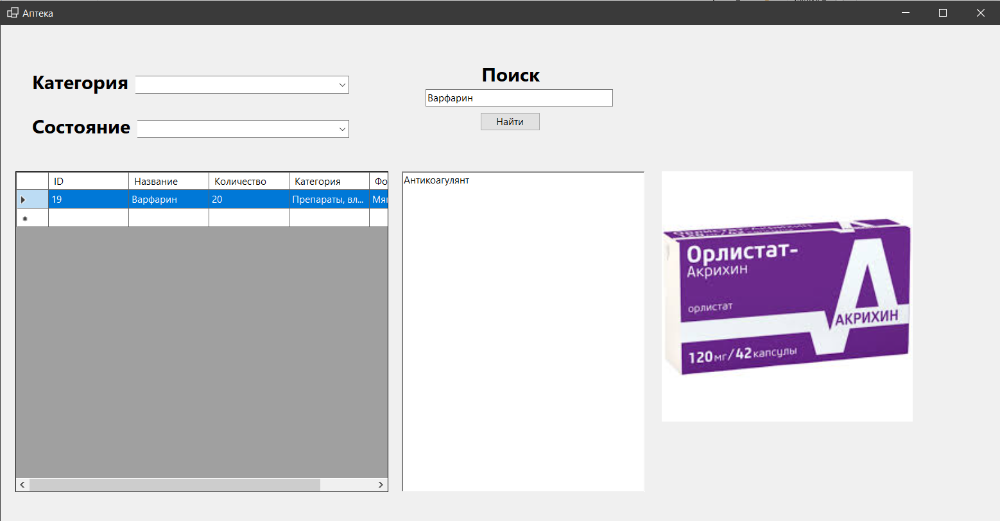 Аптека
Категория
Состояние
Поиск
Варфарин
Найти
ID Название Количество Категория Фо
19 Варфарин 20 Препараты, вл... Мя
Антикоагулянт
Орлистат-
Акрихин
орлистат
АКРИХИН
120мг/42капсулы